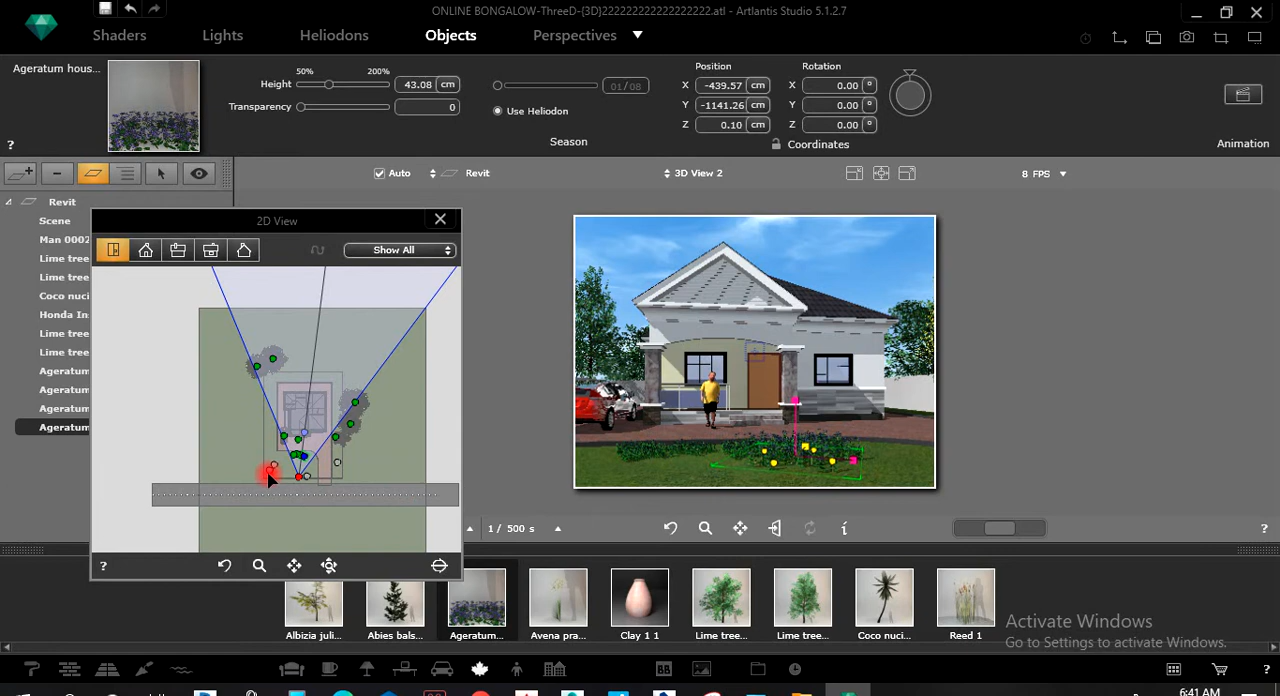 ONLINE BONGALOW-ThreeD-{3D}222222222222222222.atl - Artlantis Studio 5.1.2.7
Shaders
Lights
Heliodons
Objects
Perspectives
Ageratum hous...
50%
200%
Height
43.08
cm
Transparency
0
01/08
Use Heliodon
Season
Position
X
-439.57
cm
Y
-1141.26
cm
Z
0.10
cm
Rotation
X
0.00
°
Y
0.00
°
Z
0.00
°
Coordinates
Animation
?
Auto
Revit
3D View 2
8 FPS
Revit
Scene
Man 0002
Lime tree
Lime tree
Coco nuci
Honda In
Lime tree
Lime tree
Ageratum
Ageratum
Ageratum
Ageratum
2D View
Show All
?
1 / 500 s
i
?
Albizia juli...
Abies bals...
Ageratum...
Avena pra...
Clay 1 1
Lime tree...
Lime tree...
Coco nuci...
Reed 1
Activate Windows
Go to Settings to activate Windows.
BB
?
6:41 AM